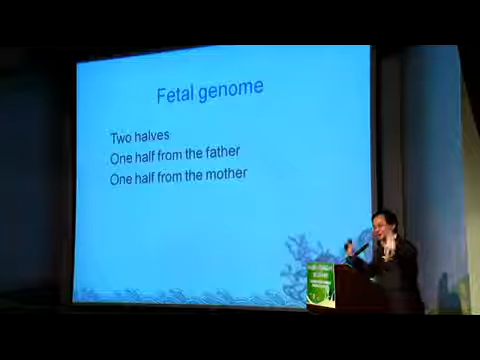 Fetal genome
Two halves
One half from the father
One half from the mother